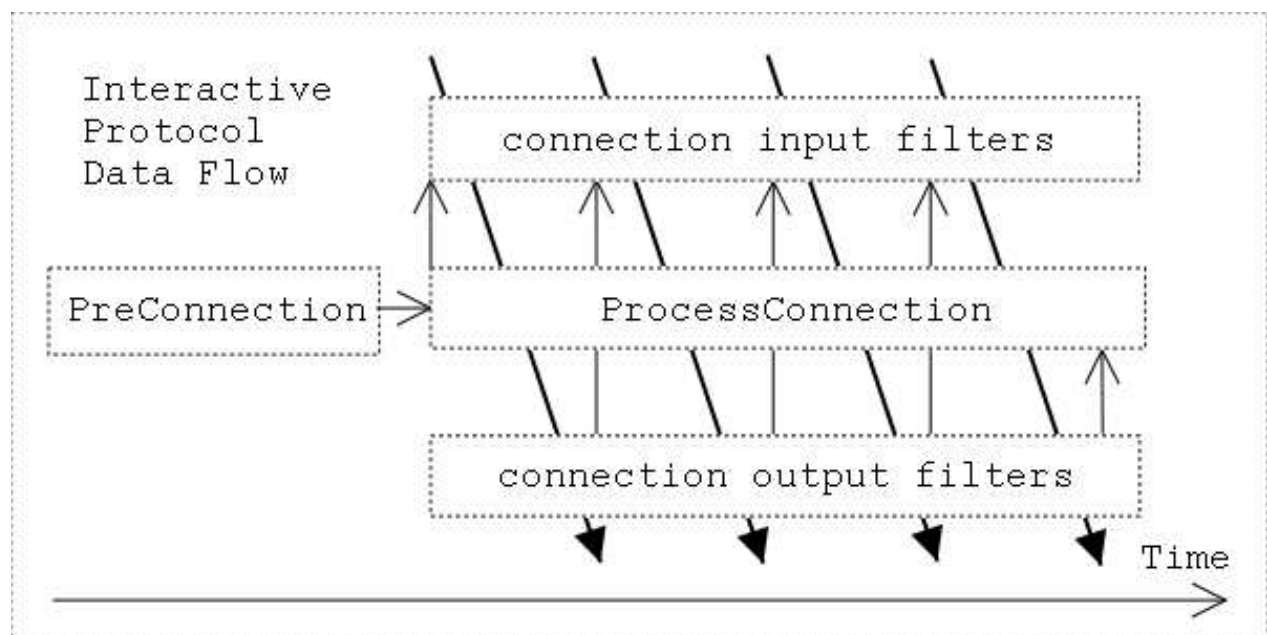 Interactive
Protocol
Data Flow
connection input filters
PreConnection
ProcessConnection
connection output filters
Time